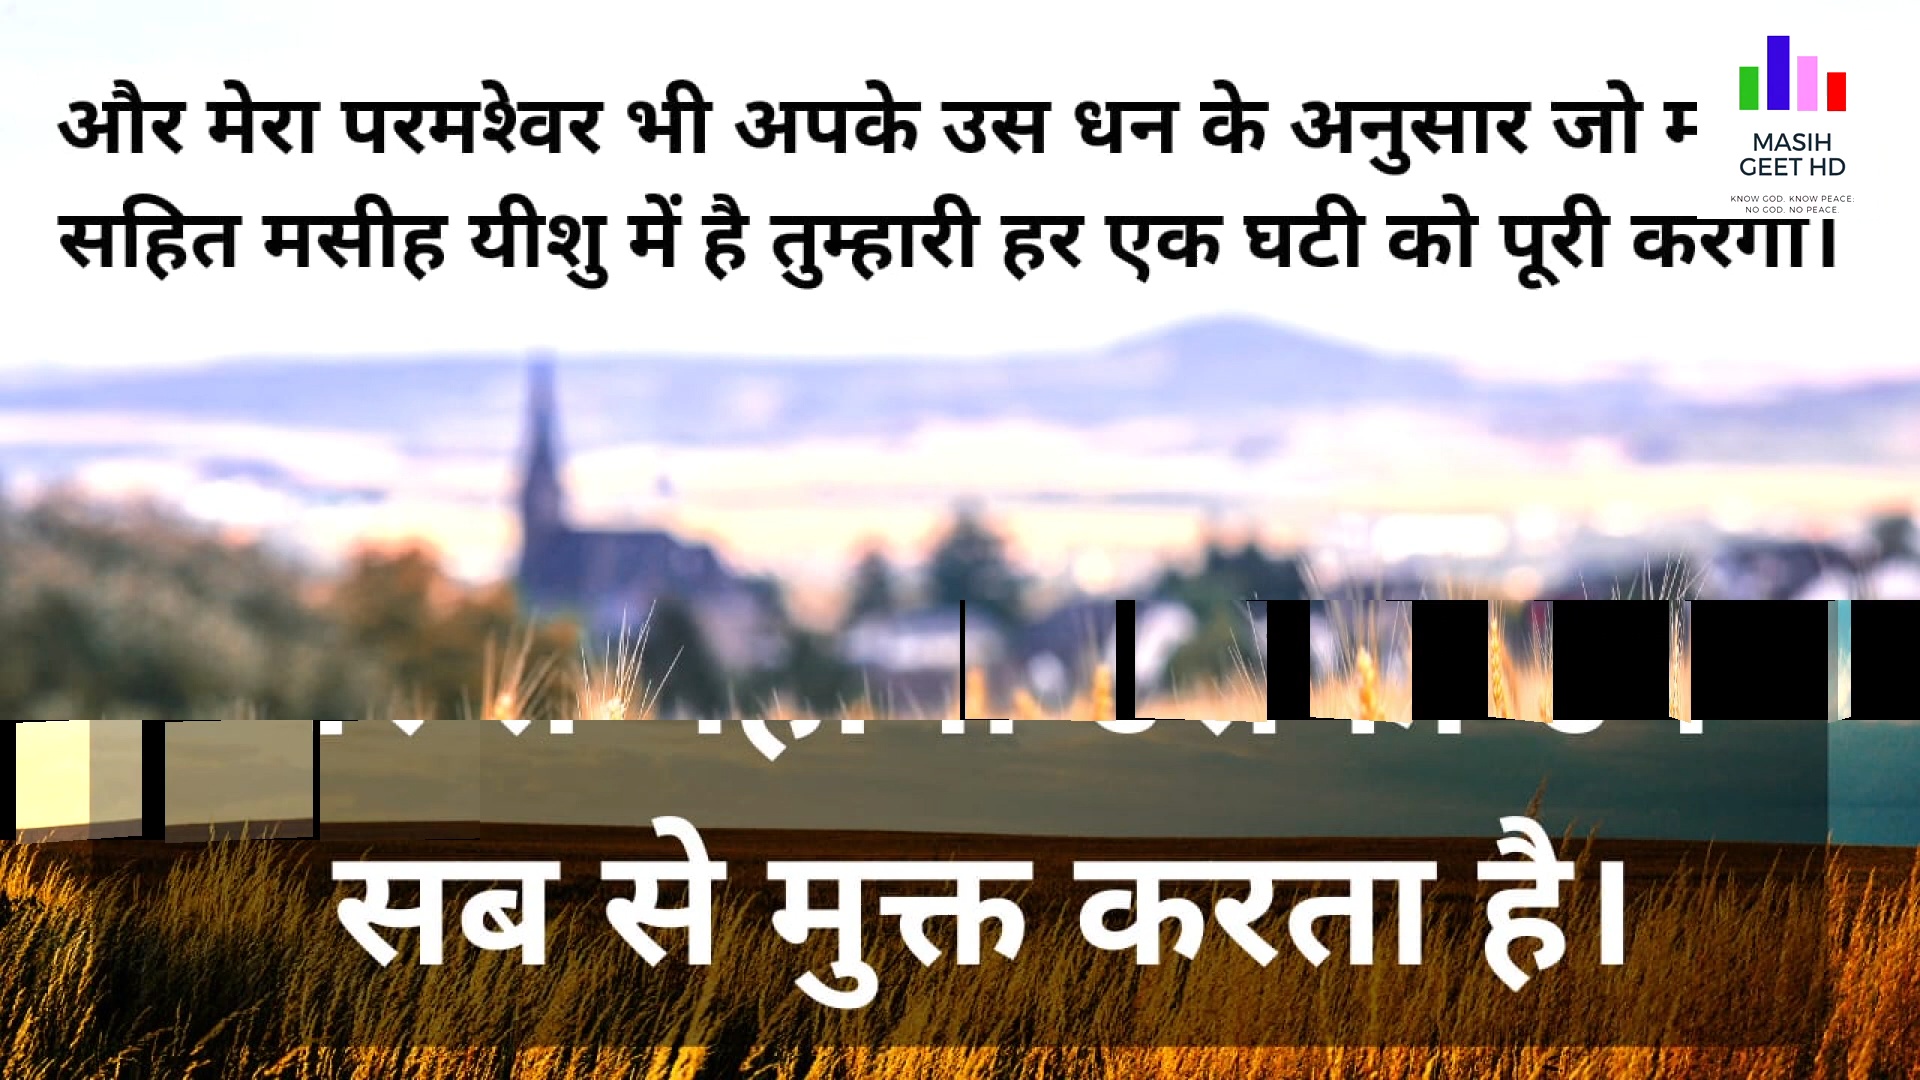 और मेरा परमश्वेर भी अपके उस धन के अनुसार जो
सहित मसीह यीशु में है तुम्हारी हर एक घटी को पूरी करगा।
MASIH
GEET HD
KNOW GOD. KNOW PEACE.
NO GOD. NO PEACE.
सब से मुक्त करता है।